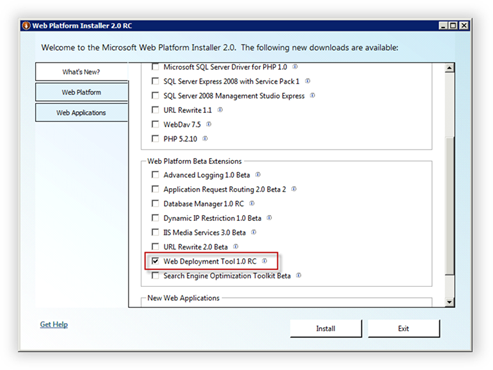 Web Platform Installer 2.0 RC
Welcome to the Microsoft Web Platform Installer 2.0. The following new downloads are available:
What's New?
Web Platform
Web Applications
Microsoft SQL Server Driver for PHP 1.0
SQL Server Express 2008 with Service Pack 1
SQL Server 2008 Management Studio Express
URL Rewrite 1.1
WebDav 7.5
PHP 5.2.10
Web Platform Beta Extensions
Advanced Logging 1.0 Beta
Application Request Routing 2.0 Beta 2
Database Manager 1.0 RC
Dynamic IP Restriction 1.0 Beta
IIS Media Services 3.0 Beta
URL Rewrite 2.0 Beta
Web Deployment Tool 1.0 RC
Search Engine Optimization Toolkit Beta
New Web Applications
Get Help
Install
Exit